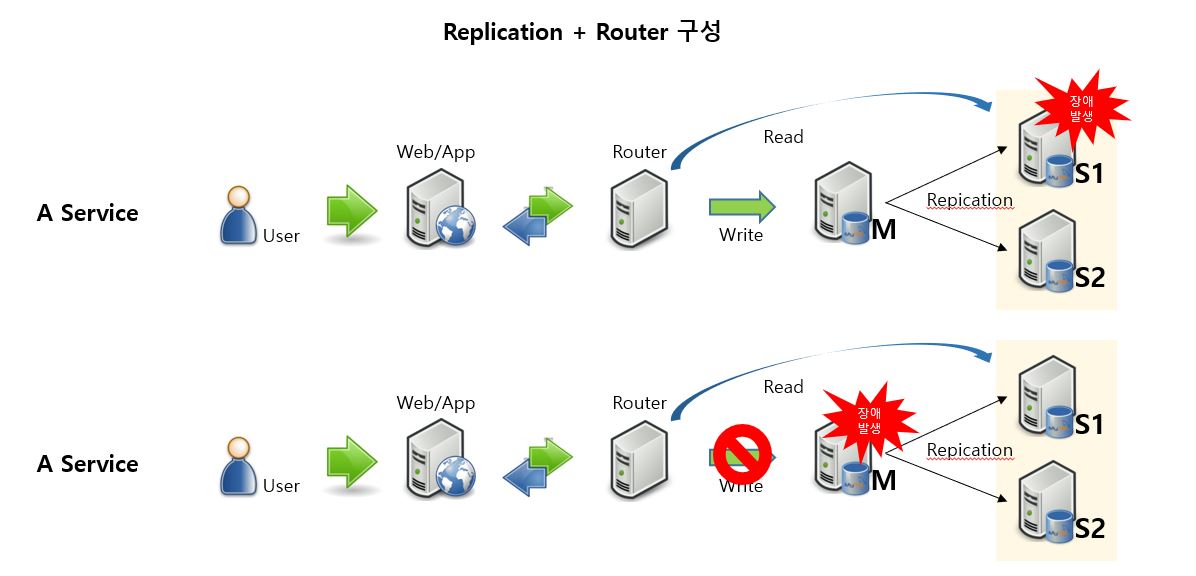 Replication + Router 구성
장애
발생
Read
Web/App
Router
S1
A Service
User
Write
M
Repication
S2
Read
Web/App
Router
장애
발생
S1
A Service
User
Write
M
Repication
S2